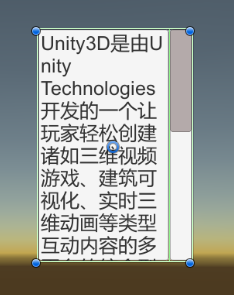 Unity3D是由U
nity
Technologies
开发的一个让
玩家轻松创建
诸如三维视频
游戏、建筑可
视化、实时三
维动画等类型
互动内容的多